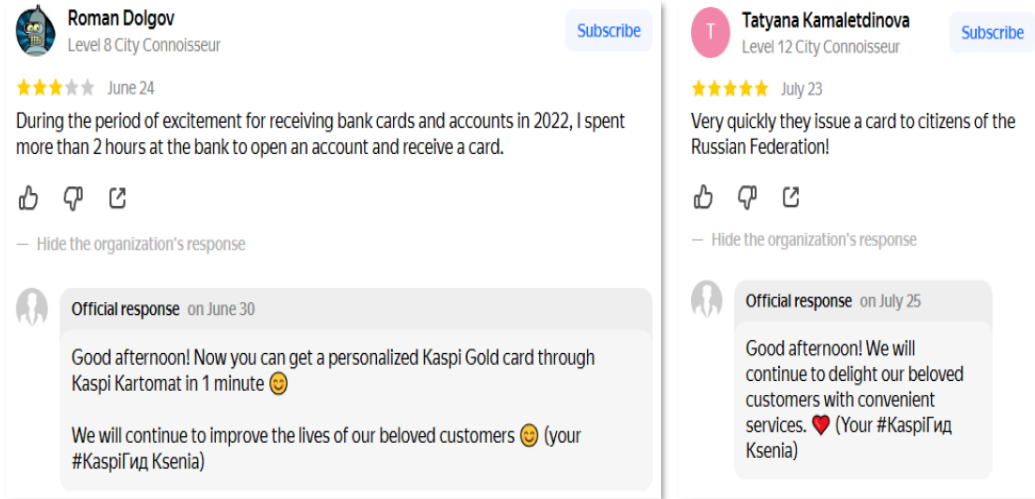 Roman Dolgov
Level 8 City Connoisseur
Subscribe
June 24
During the period of excitement for receiving bank cards and accounts in 2022, I spent
more than 2 hours at the bank to open an account and receive a card.
— Hide the organization's response
Official response on June 30
Good afternoon! Now you can get a personalized Kaspi Gold card through
Kaspi Kartomat in 1 minute 😊
We will continue to improve the lives of our beloved customers 😊 (your
#KaspiГид Ksenia)
T
Tatyana Kamaletdinova
Level 12 City Connoisseur
Subscribe
July 23
Very quickly they issue a card to citizens of the
Russian Federation!
— Hide the organization's response
Official response on July 25
Good afternoon! We will
continue to delight our beloved
customers with convenient
services. ❤️ (Your #KaspiГид
Ksenia)